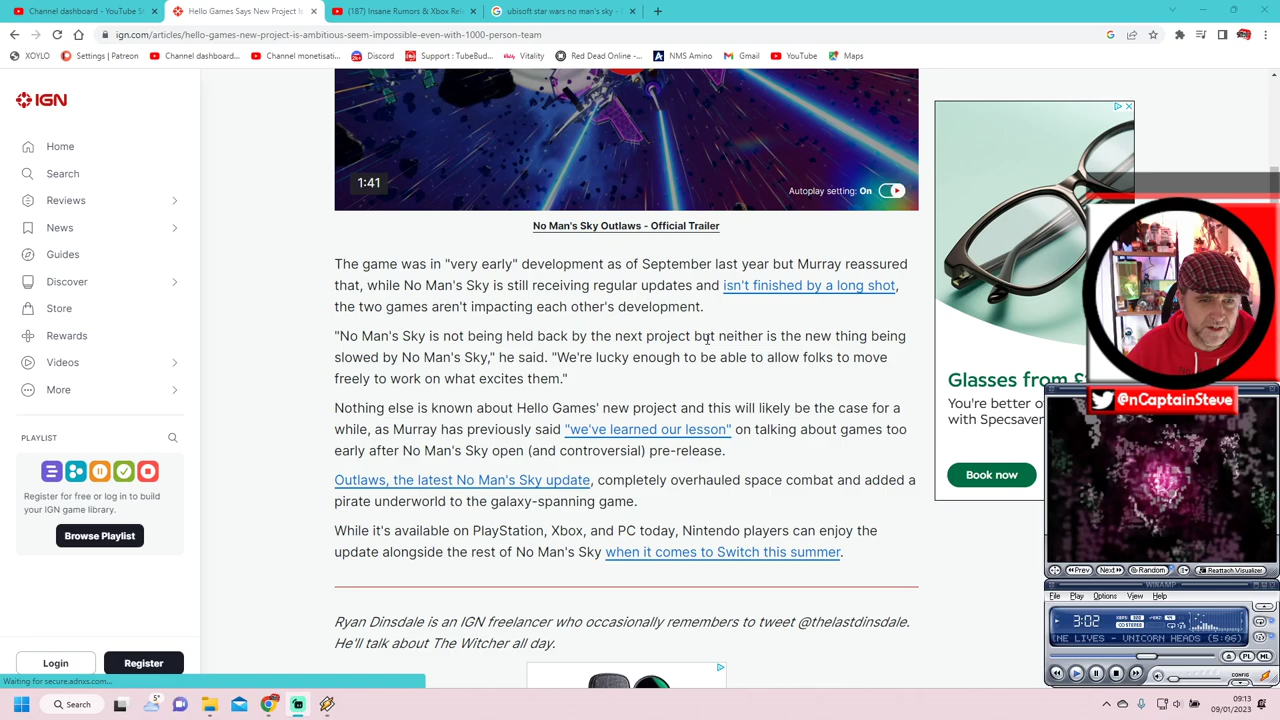 Channel dashboard - YouTube St
Hello Games Says New Project Is
(187) Insane Rumors & Xbox Rele
ubisoft star wars no man's sky - G
ign.com/articles/hello-games-new-project-is-ambitious-seem-impossible-even-with-1000-person-team
XOYLO
Settings | Patreon
Channel dashboard...
Channel monetisati...
Discord
Support : TubeBud...
Vitality
Red Dead Online -...
NMS Amino
Gmail
YouTube
Maps
IGN
Home
Search
Reviews
News
Guides
Discover
Store
Rewards
Videos
More
PLAYLIST
Register for free or log in to build
your IGN game library.
Browse Playlist
Login
Register
Waiting for secure.adnxs.com...
1:41
Autoplay setting: On
No Man's Sky Outlaws - Official Trailer
The game was in "very early" development as of September last year but Murray reassured
that, while No Man's Sky is still receiving regular updates and isn't finished by a long shot,
the two games aren't impacting each other's development.
"No Man's Sky is not being held back by the next project but neither is the new thing being
slowed by No Man's Sky," he said. "We're lucky enough to be able to allow folks to move
freely to work on what excites them."
Nothing else is known about Hello Games' new project and this will likely be the case for a
while, as Murray has previously said "we've learned our lesson" on talking about games too
early after No Man's Sky open (and controversial) pre-release.
Outlaws, the latest No Man's Sky update, completely overhauled space combat and added a
pirate underworld to the galaxy-spanning game.
While it's available on PlayStation, Xbox, and PC today, Nintendo players can enjoy the
update alongside the rest of No Man's Sky when it comes to Switch this summer.
Ryan Dinsdale is an IGN freelancer who occasionally remembers to tweet @thelastdinsdale.
He'll talk about The Witcher all day.
Glasses from £
You're better o
with Specsaver
Book now
@nCaptainSteve
Prev
Next
Random
Reattach Visualizer
WINAMP
File Play Options View Help
3:02
STEREO
NE LIVES - UNICORN HEADS (5:06)
PL
ML
CONFIG
5°
Search
09:13
09/01/2023